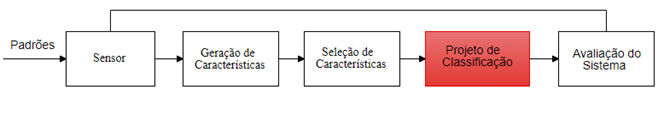 Padrões
Sensor
Geração de
Características
Seleção de
Características
Projeto de
Classificação
Avaliação do
Sistema